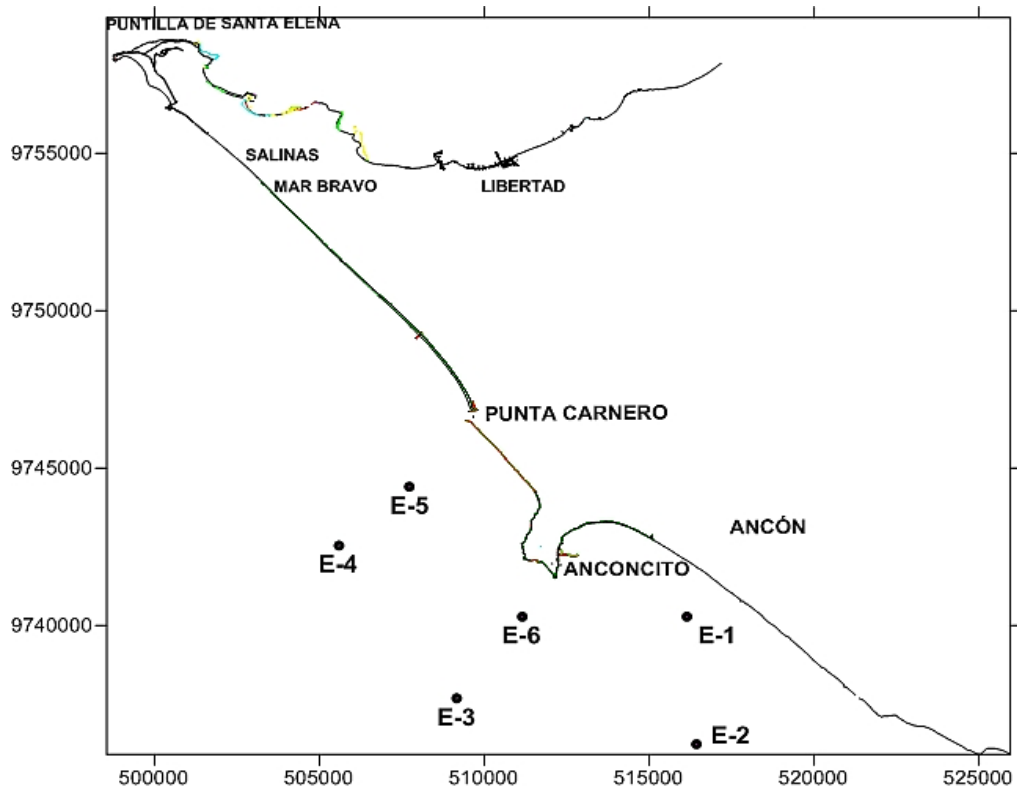 PUNTILLA DE SANTA ELENA
9755000
SALINAS
MAR BRAVO
LIBERTAD
9750000
PUNTA CARNERO
9745000
E-5
ANCÓN
E-4
ANCONCITO
9740000
E-6
E-1
E-3
E-2
500000
505000
510000
515000
520000
525000